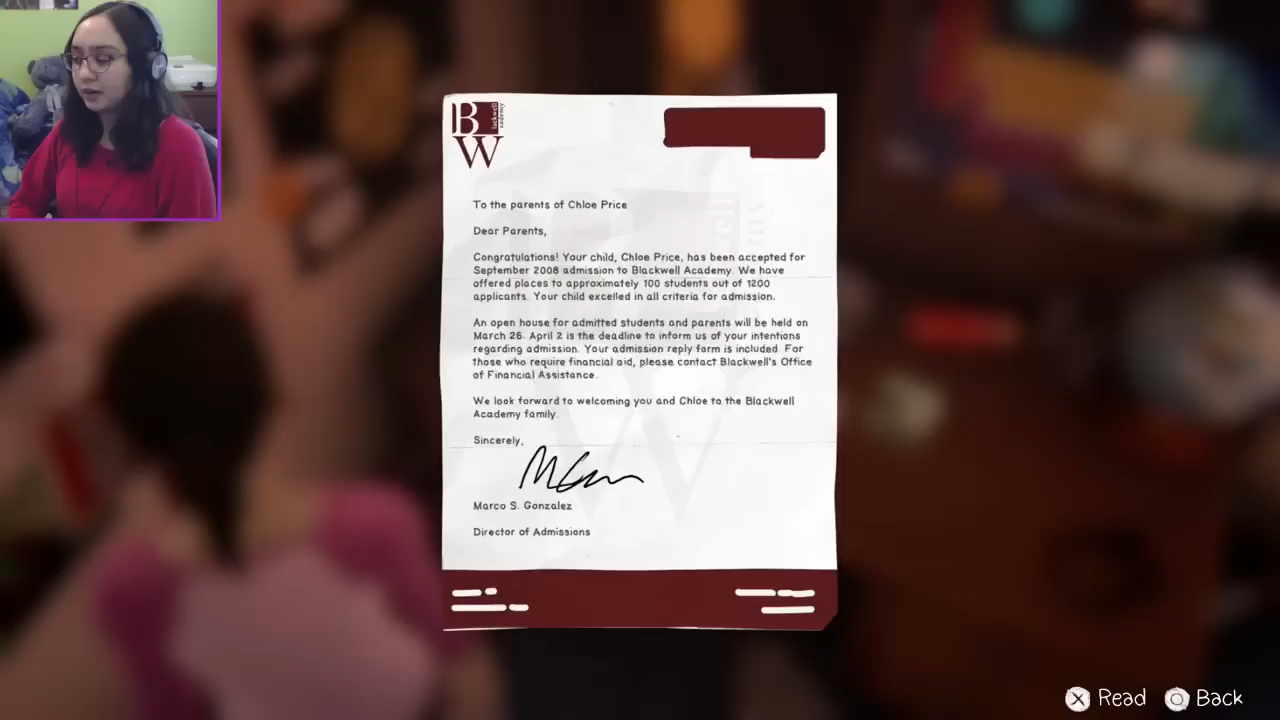 B
lackwell
cademy
W
To the parents of Chloe Price
Dear Parents,
Congratulations! Your child, Chloe Price, has been accepted for
September 2008 admission to Blackwell Academy. We have
offered places to approximately 100 students out of 1200
applicants. Your child excelled in all criteria for admission.
An open house for admitted students and parents will be held on
March 26. April 2 is the deadline to inform us of your intentions
regarding admission. Your admission reply form is included. For
those who require financial aid, please contact Blackwell's Office
of Financial Assistance.
We look forward to welcoming you and Chloe to the Blackwell
Academy family.
Sincerely,
Marco S. Gonzalez
Director of Admissions
Read
Back